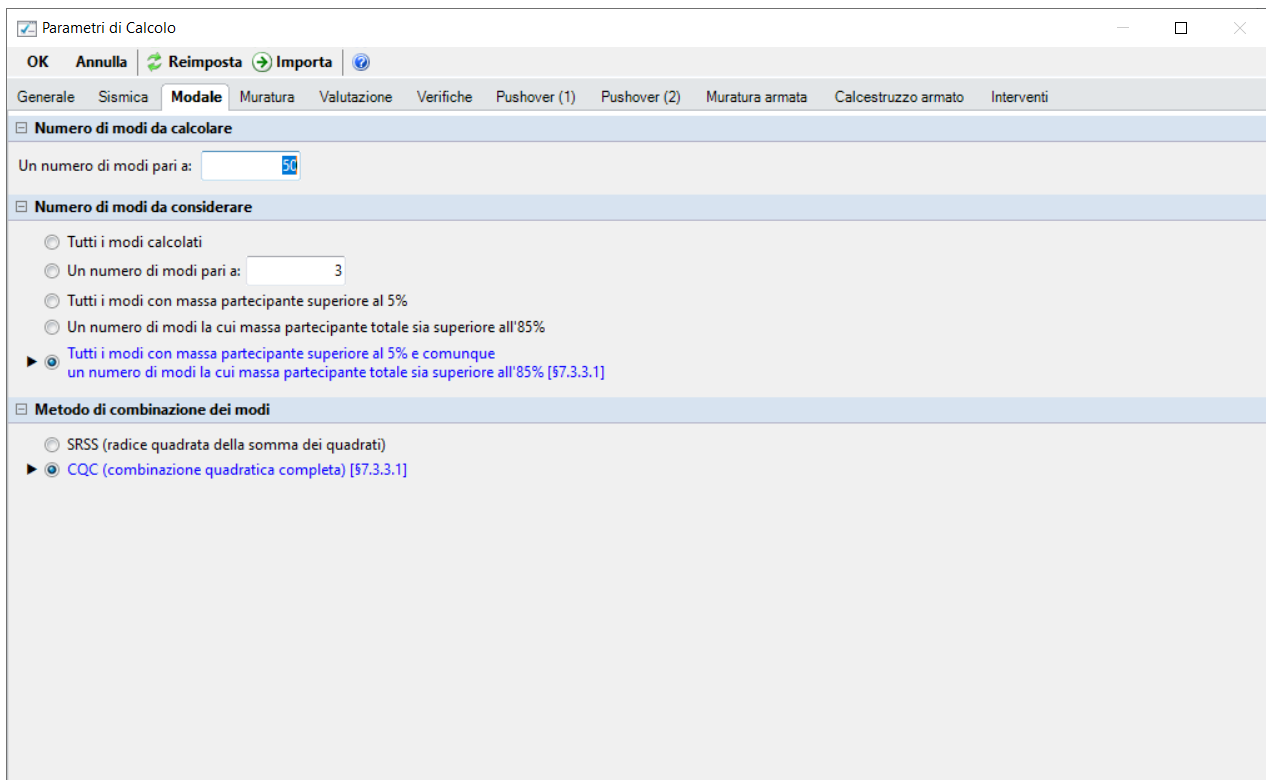 Parametri di Calcolo
OK Annulla Reimposta Importa
Generale Sismica Modale Muratura Valutazione Verifiche Pushover (1) Pushover (2) Muratura armata Calcestruzzo armato Interventi
Numero di modi da calcolare
Un numero di modi pari a: 50
Numero di modi da considerare
Tutti i modi calcolati
Un numero di modi pari a: 3
Tutti i modi con massa partecipante superiore al 5%
Un numero di modi la cui massa partecipante totale sia superiore all'85%
Tutti i modi con massa partecipante superiore al 5% e comunque
un numero di modi la cui massa partecipante totale sia superiore all'85% [§7.3.3.1]
Metodo di combinazione dei modi
SRSS (radice quadrata della somma dei quadrati)
CQC (combinazione quadratica completa) [§7.3.3.1]